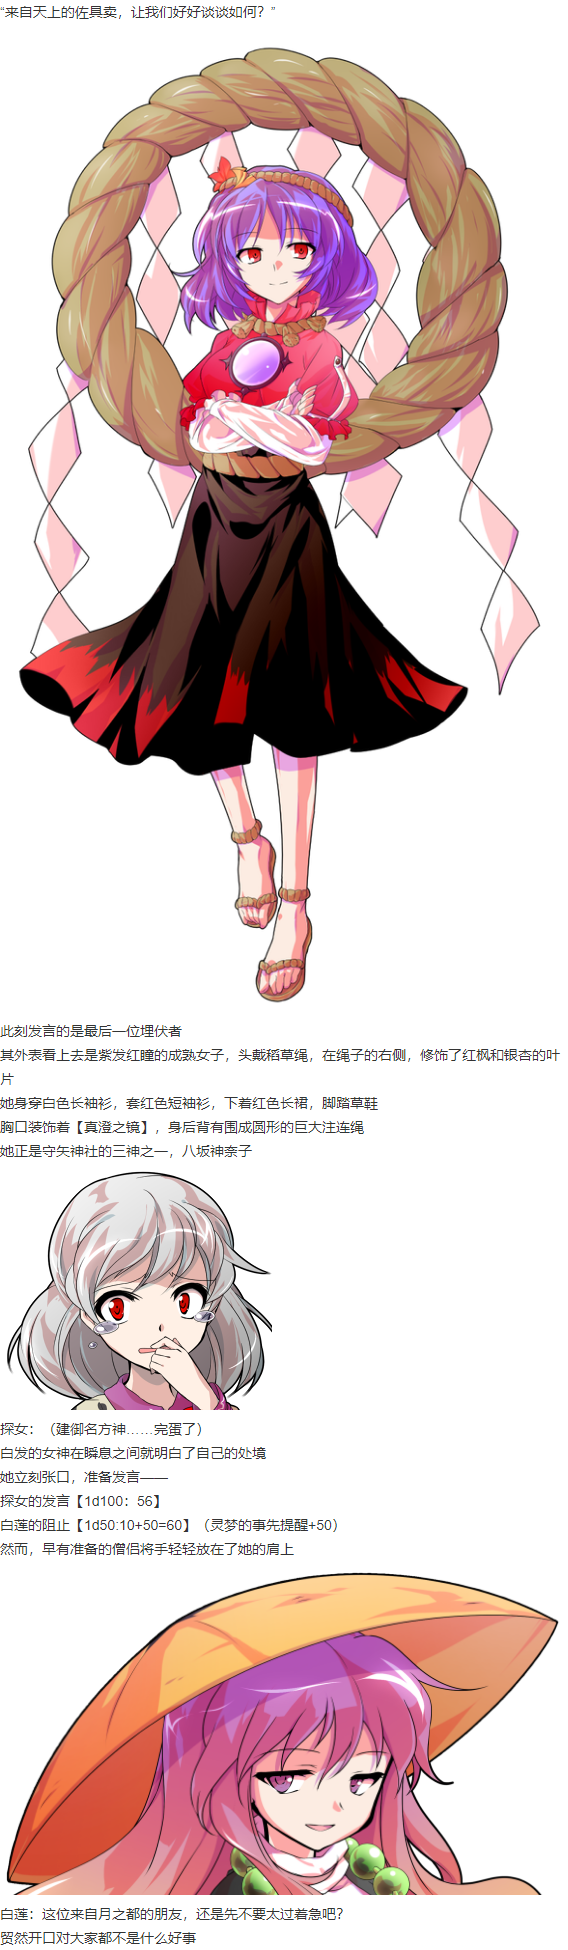 “来自天上的佐具卖，让我们好好谈谈如何？”
此刻发言的是最后一位埋伏者
其外表看上去是紫发红瞳的成熟女子，头戴稻草绳，在绳子的右侧，修饰了红枫和银杏的叶
片
她身穿白色长袖衫，套红色短袖衫，下着红色长裙，脚踏草鞋
胸口装饰着【真澄之镜】，身后背有围成圆形的巨大注连绳
她正是守矢神社的三神之一，八坂神奈子
探女：（建御名方神……完蛋了）
白发的女神在瞬息之间就明白了自己的处境
她立刻张口，准备发言——
探女的发言【1d100：56】
白莲的阻止【1d50:10+50=60】（灵梦的事先提醒+50）
然而，早有准备的僧侣将手轻轻放在了她的肩上
白莲：这位来自月之都的朋友，还是先不要太过着急吧？
贸然开口对大家都不是什么好事